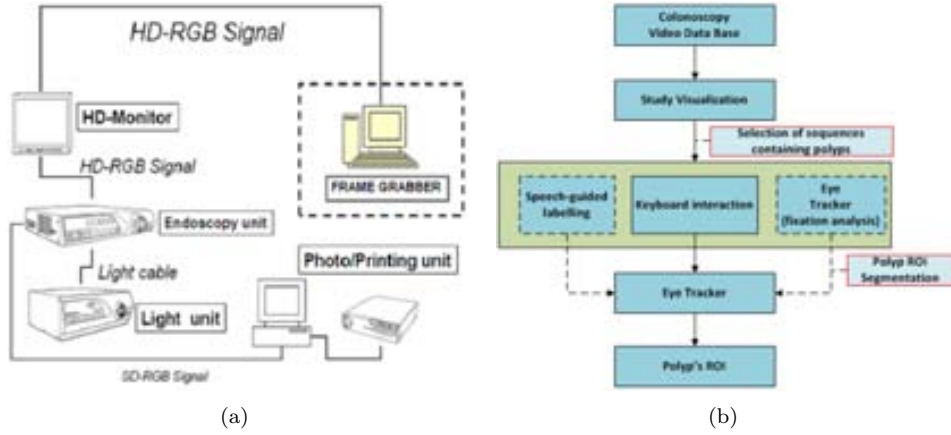 HD-RGB Signal
HD-Monitor
FRAME GRABBER
HD-RGB Signal
Endoscopy unit
Light cable
Photo/Printing unit
Light unit
SD-RGB Signal
(a)
Colonoscopy
Video Data Base
Study Visualization
Selection of sequences
containing polyps
Speech-guided
labelling
Keyboard interaction
Eye
Tracker
(fixation analysis)
Polyp ROI
Segmentation
Eye Tracker
Polyp's ROI
(b)